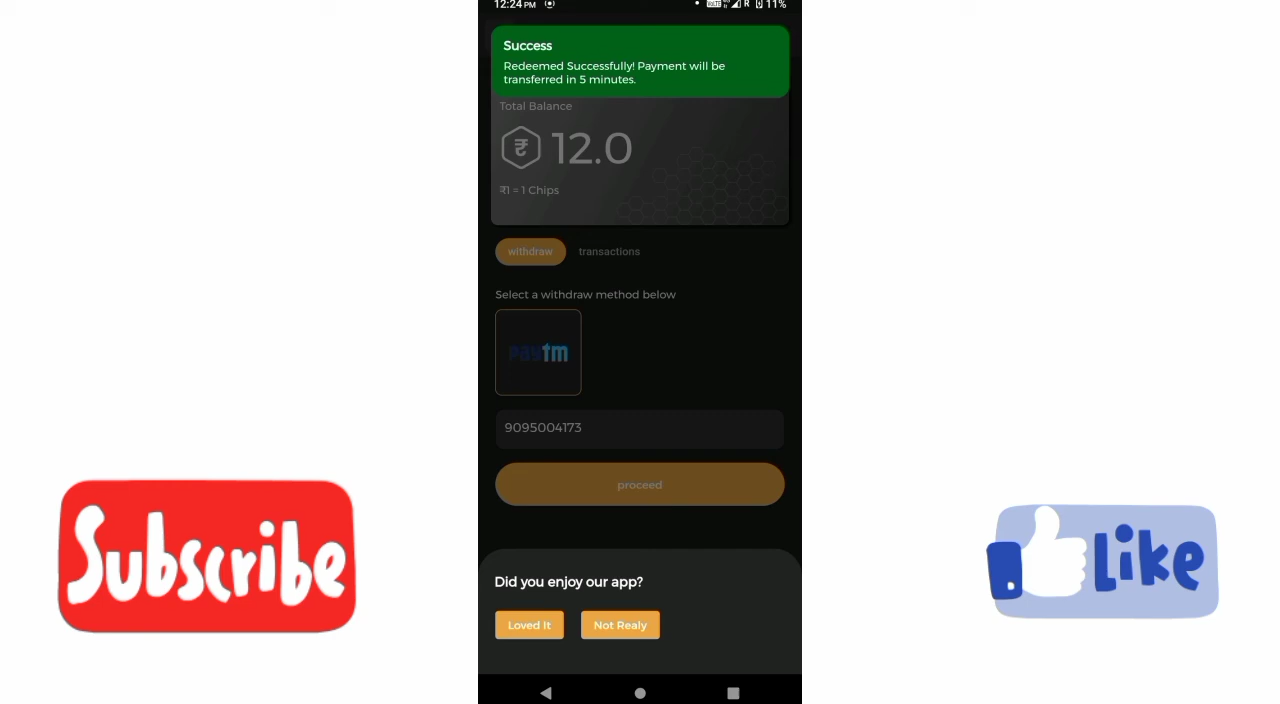 12:24 PM
R 11%
Success
Redeemed Successfully! Payment will be
transferred in 5 minutes.
Total Balance
₹ 12.0
₹1 = 1 Chips
withdraw transactions
Select a withdraw method below
paytm
9095004173
proceed
Subscribe
Like
Did you enjoy our app?
Loved It Not Realy